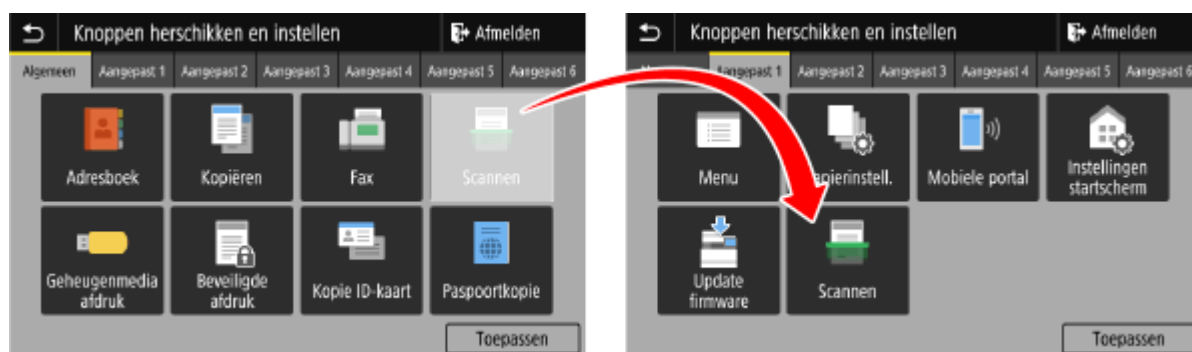 Knoppen herschikken en instellen
Afmelden
Algemeen Aangepast 1 Aangepast 2 Aangepast 3 Aangepast 4 Aangepast 5 Aangepast 6
Adresboek
Kopiëren
Fax
Scannen
Geheugenmedia
afdruk
Beveiligde
afdruk
Kopie ID-kaart
Paspoortkopie
Toepassen
Knoppen herschikken en instellen
Afmelden
Aangepast 1 Aangepast 2 Aangepast 3 Aangepast 4 Aangepast 5 Aangepast 6
Menu
Mobiele portal
Instellingen
startscherm
Update
firmware
Scannen
Toepassen